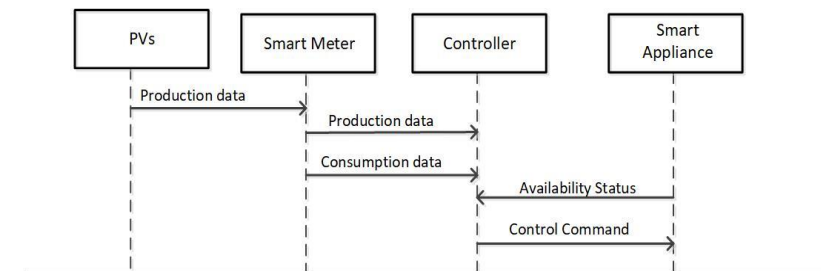 PVs
Smart Meter
Controller
Smart
Appliance
Production data
Production data
Consumption data
Availability Status
Control Command